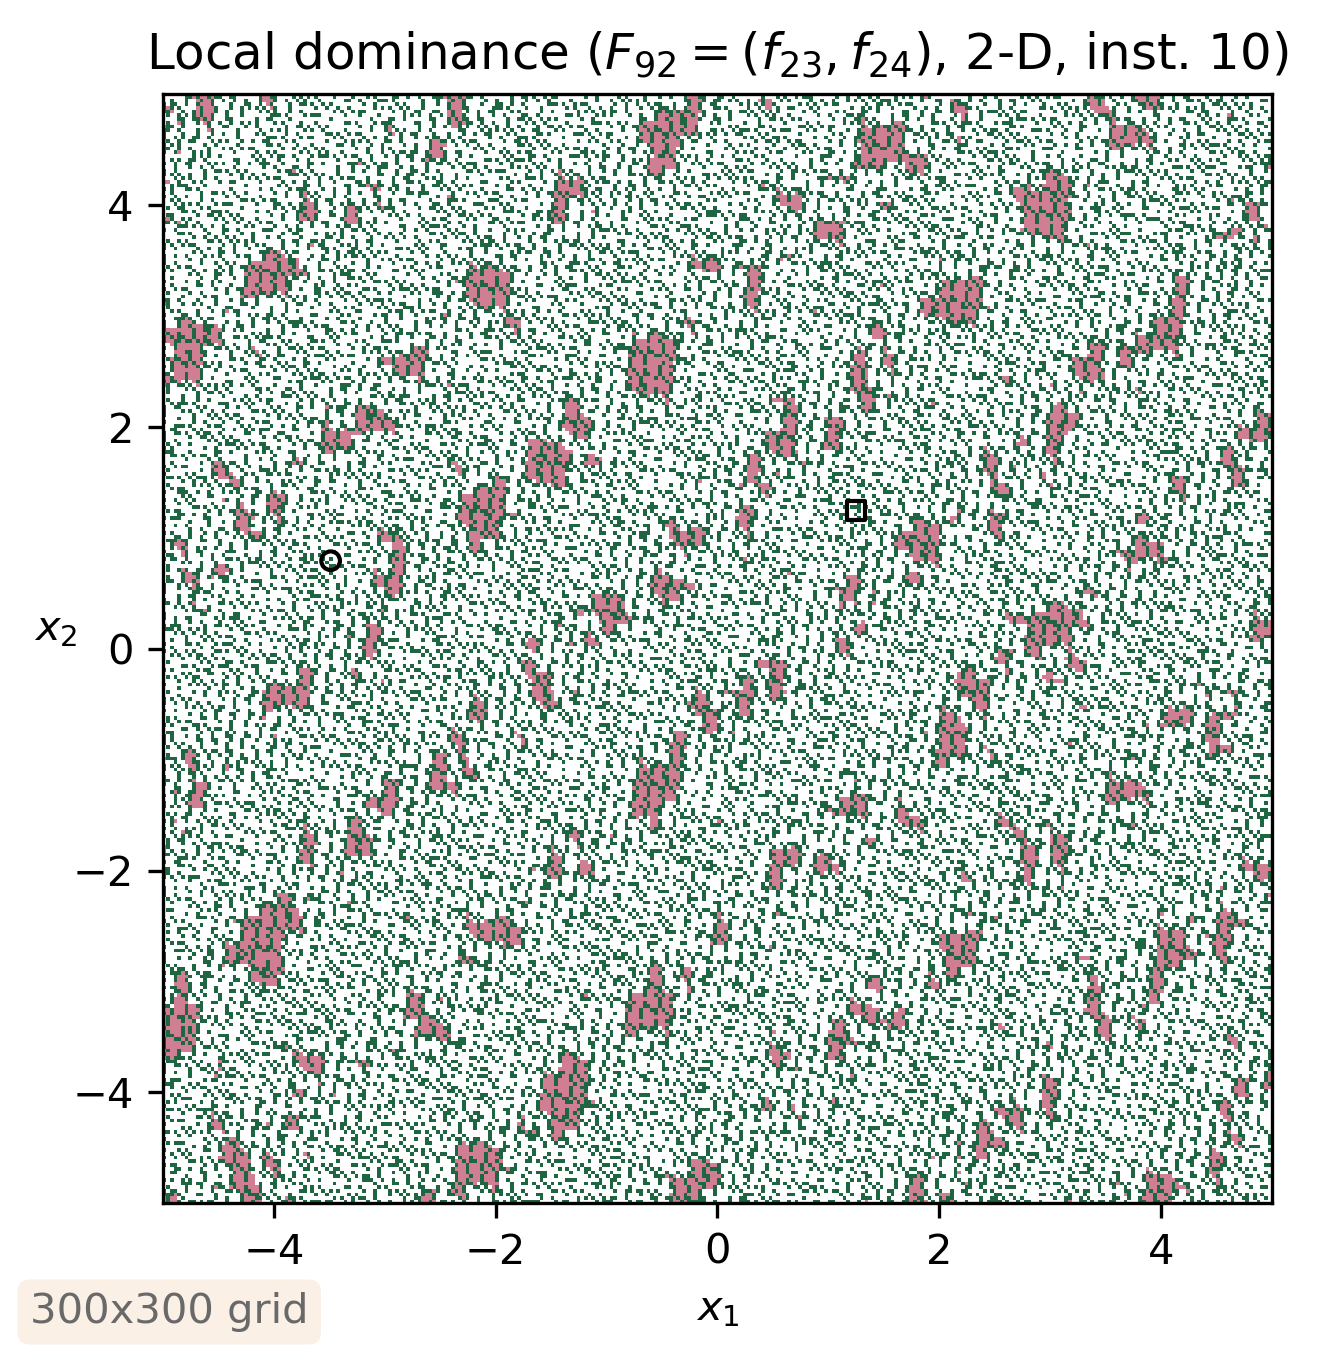 Local dominance (F₉₂ = (f₂₃, f₂₄), 2-D, inst. 10)
4
2
x₂
0
−2
−4
−4 −2 0 2 4
x₁
300x300 grid